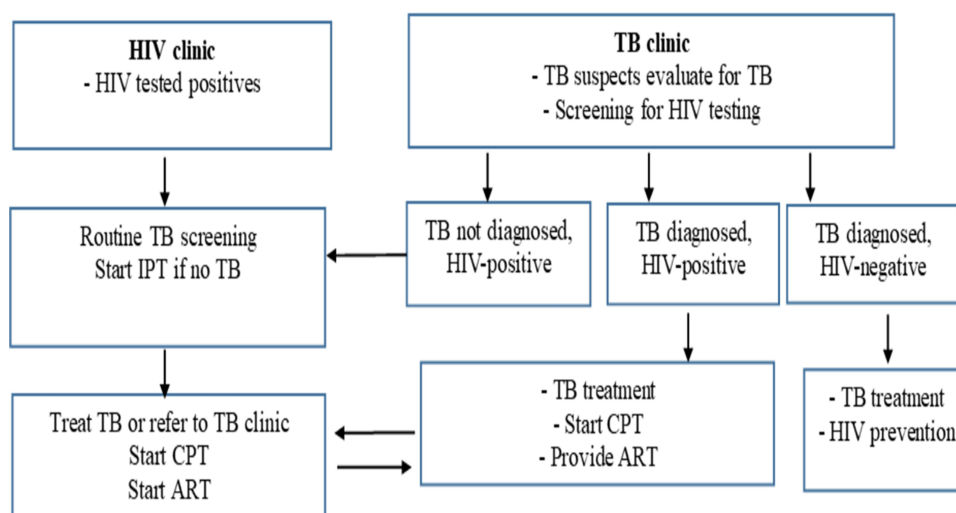 HIV clinic
- HIV tested positives
TB clinic
- TB suspects evaluate for TB
- Screening for HIV testing
Routine TB screening
Start IPT if no TB
TB not diagnosed,
HIV-positive
TB diagnosed,
HIV-positive
TB diagnosed,
HIV-negative
Treat TB or refer to TB clinic
Start CPT
Start ART
- TB treatment
- Start CPT
- Provide ART
- TB treatment
- HIV prevention